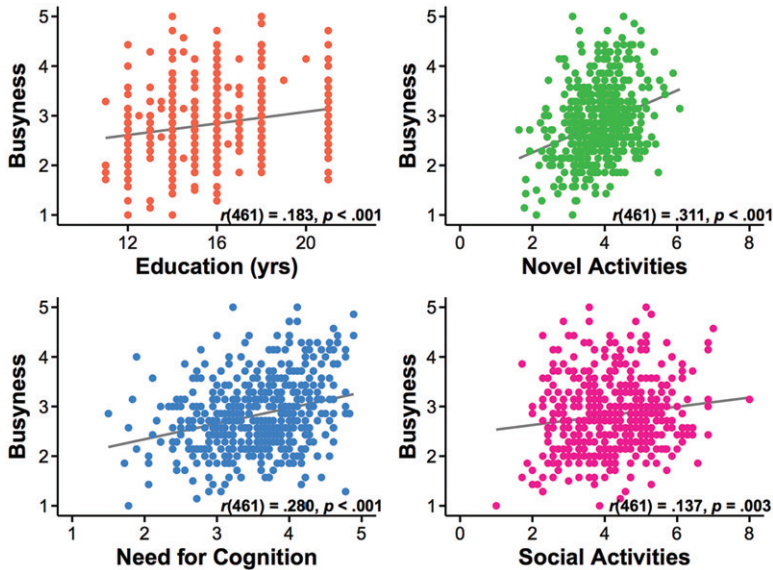 5
4
3
2
1
Busyness
r(461) = .183, p < .001
12 16 20
Education (yrs)
5
4
3
2
1
Busyness
r(461) = .311, p < .001
0 2 4 6 8
Novel Activities
5
4
3
2
1
Busyness
r(461) = .280, p < .001
1 2 3 4 5
Need for Cognition
5
4
3
2
1
Busyness
r(461) = .137, p = .003
0 2 4 6 8
Social Activities